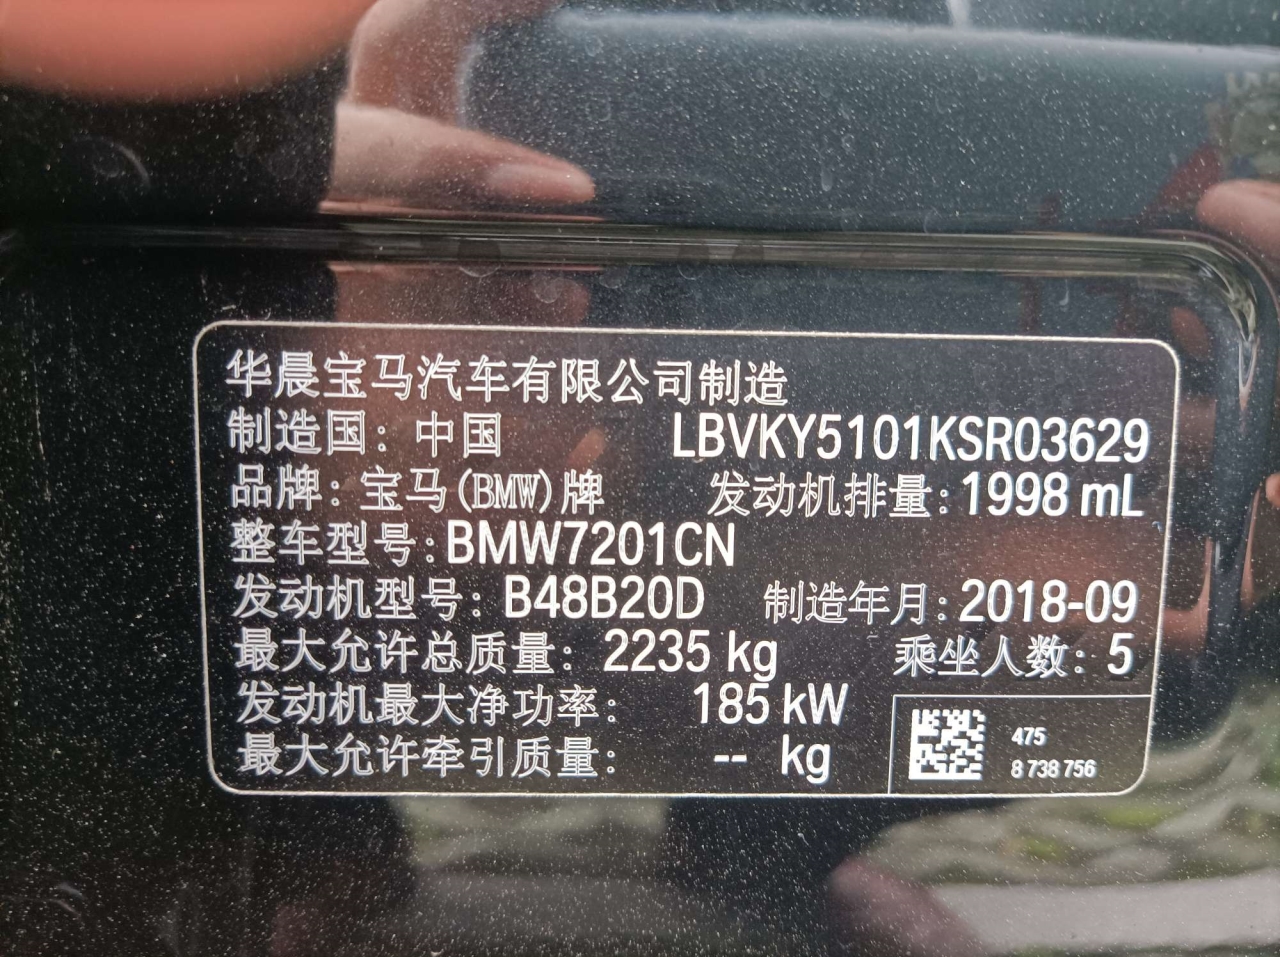 华晨宝马汽车有限公司制造
制造国：中国 LBVKY5101KSR03629
品牌：宝马(BMW)牌 发动机排量：1998 mL
整车型号：BMW7201CN
发动机型号：B48B20D 制造年月：2018-09
最大允许总质量：2235 kg 乘坐人数：5
发动机最大净功率：185 kW
最大允许牵引质量：-- kg
475
8 738 756